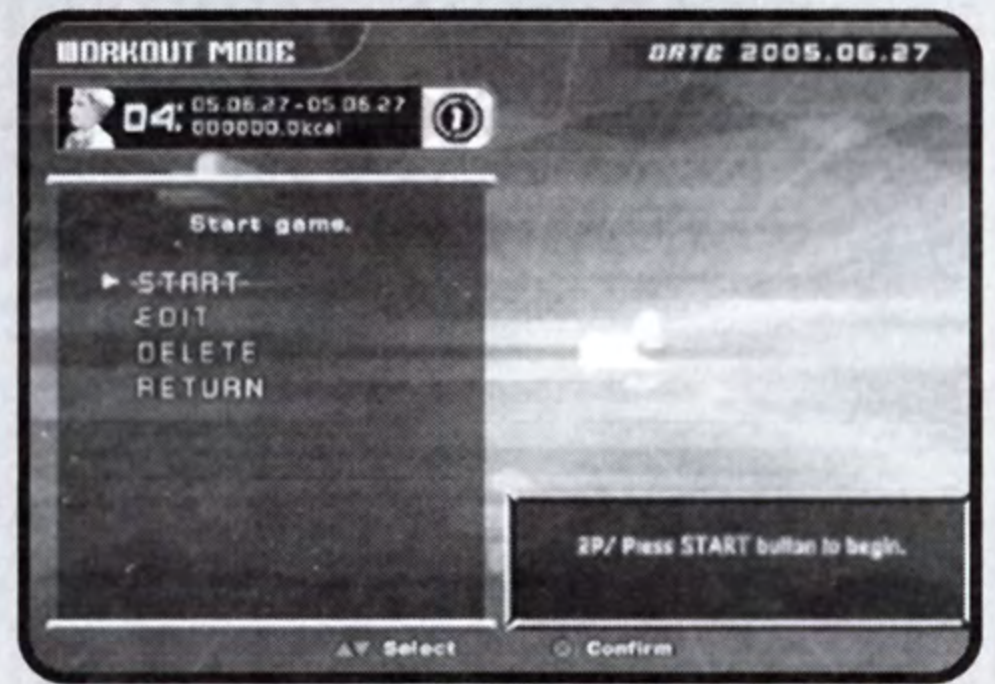 WORKOUT MODE
DATE 2005.06.27
04: 05.06.27-05.06.27
000000.0kcal
1
Start game.
START
EDIT
DELETE
RETURN
2P/ Press START button to begin.
▲▼ Select
Confirm